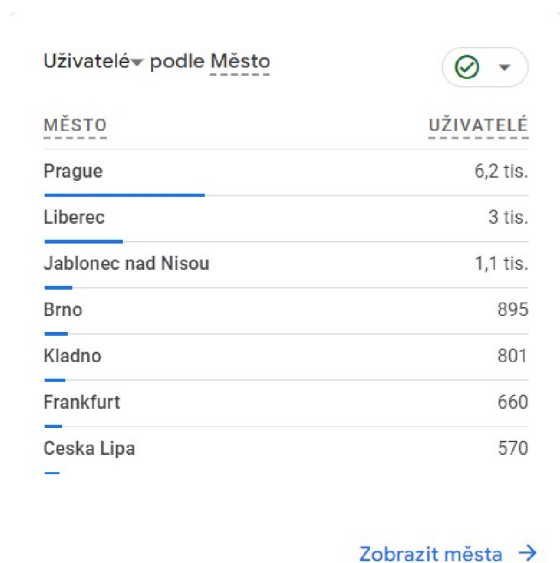 Uživatelé podle Město
MĚSTO UŽIVATELÉ
Prague 6,2 tis.
Liberec 3 tis.
Jablonec nad Nisou 1,1 tis.
Brno 895
Kladno 801
Frankfurt 660
Ceska Lipa 570
Zobrazit města